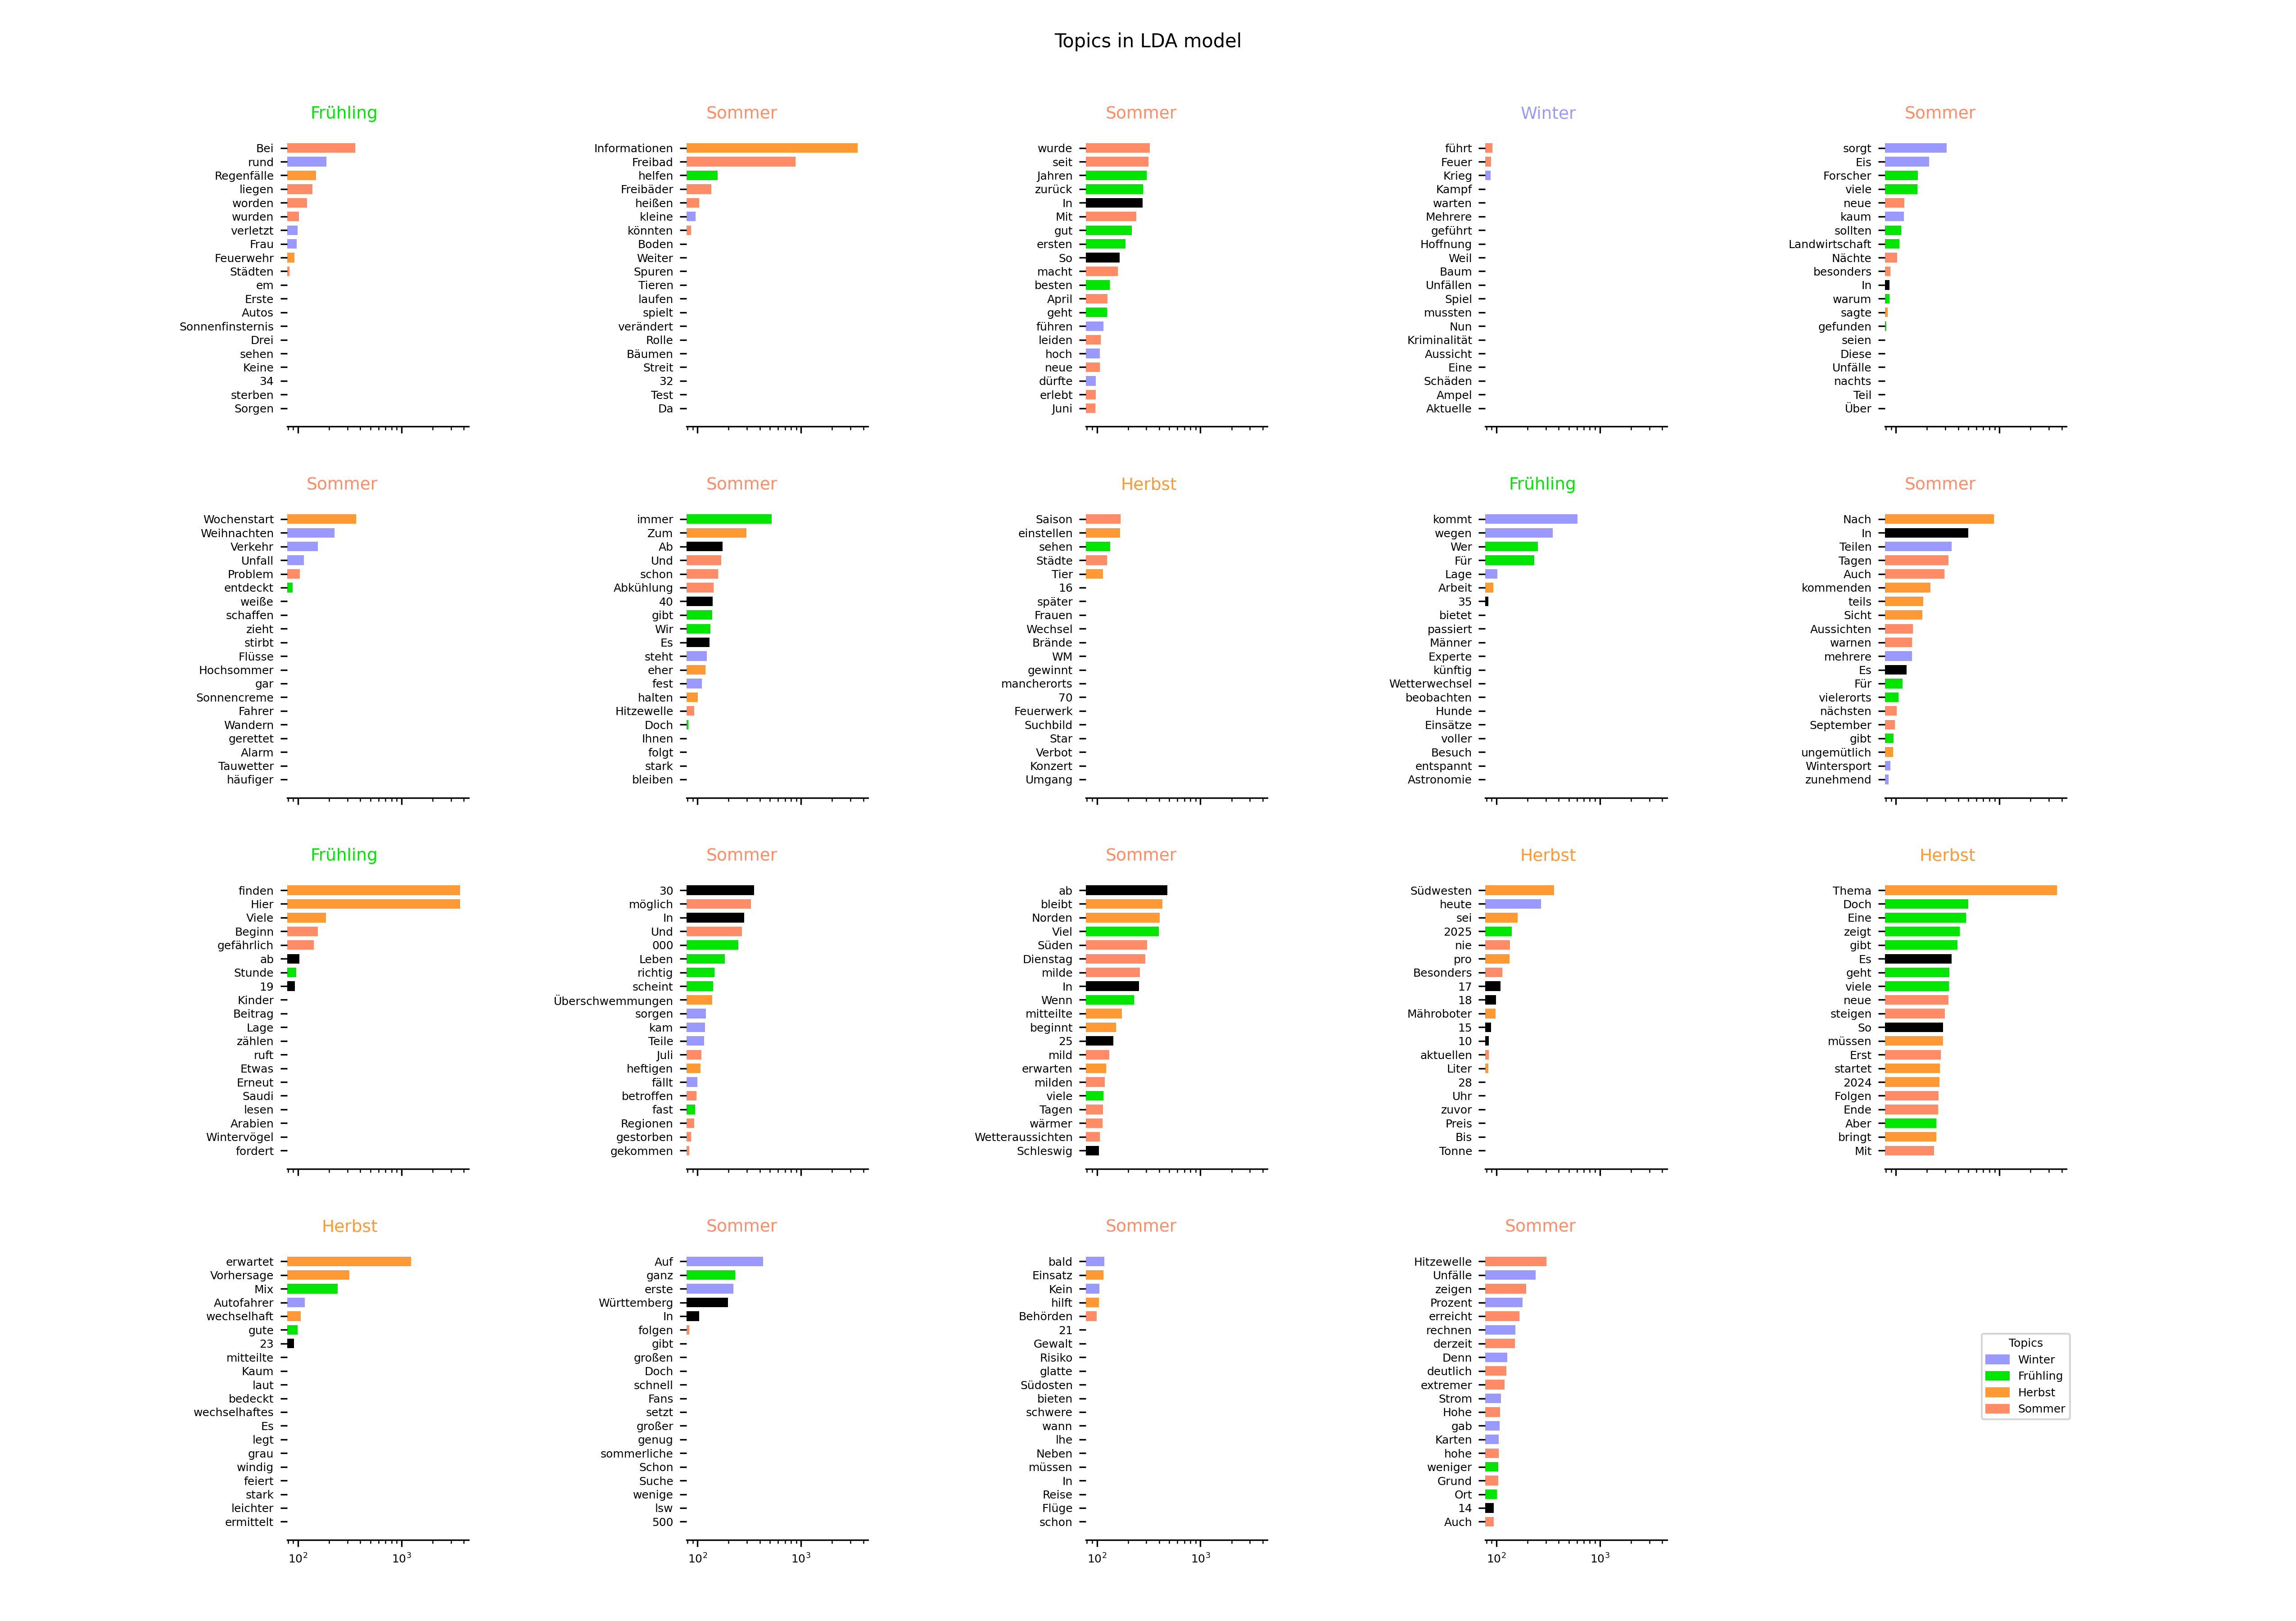 Topics in LDA model
Frühling
Bei
rund
Regenfälle
liegen
worden
wurden
verletzt
Frau
Feuerwehr
Städten
em
Erste
Autos
Sonnenfinsternis
Drei
sehen
Keine
34
sterben
Sorgen
Sommer
Informationen
Freibad
helfen
Freibäder
heißen
kleine
könnten
Boden
Weiter
Spuren
Tieren
laufen
spielt
verändert
Rolle
Bäumen
Streit
32
Test
Da
Sommer
wurde
seit
Jahren
zurück
In
Mit
gut
ersten
So
macht
besten
April
geht
führen
leiden
hoch
neue
dürfte
erlebt
Juni
Winter
führt
Feuer
Krieg
Kampf
warten
Mehrere
geführt
Hoffnung
Weil
Baum
Unfällen
Spiel
mussten
Nun
Kriminalität
Aussicht
Eine
Schäden
Ampel
Aktuelle
Sommer
sorgt
Eis
Forscher
viele
neue
kaum
sollten
Landwirtschaft
Nächte
besonders
In
warum
sagte
gefunden
seien
Diese
Unfälle
nachts
Teil
Über
Sommer
Wochenstart
Weihnachten
Verkehr
Unfall
Problem
entdeckt
weiße
schaffen
zieht
stirbt
Flüsse
Hochsommer
gar
Sonnencreme
Fahrer
Wandern
gerettet
Alarm
Tauwetter
häufiger
Sommer
immer
Zum
Ab
Und
schon
Abkühlung
40
gibt
Wir
Es
steht
eher
fest
halten
Hitzewelle
Doch
Ihnen
folgt
stark
bleiben
Herbst
Saison
einstellen
sehen
Städte
Tier
16
später
Frauen
Wechsel
Brände
WM
gewinnt
mancherorts
70
Feuerwerk
Suchbild
Star
Verbot
Konzert
Umgang
Frühling
kommt
wegen
Wer
Für
Lage
Arbeit
35
bietet
passiert
Männer
Experte
künftig
Wetterwechsel
beobachten
Hunde
Einsätze
voller
Besuch
entspannt
Astronomie
Sommer
Nach
In
Teilen
Tagen
Auch
kommenden
teils
Sicht
Aussichten
warnen
mehrere
Es
Für
vielerorts
nächsten
September
gibt
ungemütlich
Wintersport
zunehmend
Frühling
finden
Hier
Viele
Beginn
gefährlich
ab
Stunde
19
Kinder
Beitrag
Lage
zählen
ruft
Etwas
Erneut
Saudi
lesen
Arabien
Wintervögel
fordert
Sommer
30
möglich
In
Und
000
Leben
richtig
scheint
Überschwemmungen
sorgen
kam
Teile
Juli
heftigen
fällt
betroffen
fast
Regionen
gestorben
gekommen
Sommer
ab
bleibt
Norden
Viel
Süden
Dienstag
milde
In
Wenn
mitteilte
beginnt
25
mild
erwarten
milden
viele
Tagen
wärmer
Wetteraussichten
Schleswig
Herbst
Südwesten
heute
sei
2025
nie
pro
Besonders
17
18
Mähroboter
15
10
aktuellen
Liter
28
Uhr
zuvor
Preis
Bis
Tonne
Herbst
Thema
Doch
Eine
zeigt
gibt
Es
geht
viele
neue
steigen
So
müssen
Erst
startet
2024
Folgen
Ende
Aber
bringt
Mit
Herbst
erwartet
Vorhersage
Mix
Autofahrer
wechselhaft
gute
23
mitteilte
Kaum
laut
bedeckt
wechselhaftes
Es
legt
grau
windig
feiert
stark
leichter
ermittelt
10²
10³
Sommer
Auf
ganz
erste
Württemberg
In
folgen
gibt
großen
Doch
schnell
Fans
setzt
großer
genug
sommerliche
Schon
Suche
wenige
lsw
500
10²
10³
Sommer
bald
Einsatz
Kein
hilft
Behörden
21
Gewalt
Risiko
glatte
Südosten
bieten
schwere
wann
lhe
Neben
müssen
In
Reise
Flüge
schon
10²
10³
Sommer
Hitzewelle
Unfälle
zeigen
Prozent
erreicht
rechnen
derzeit
Denn
deutlich
extremer
Strom
Hohe
gab
Karten
hohe
weniger
Grund
Ort
14
Auch
10²
10³
Topics
Winter
Frühling
Herbst
Sommer